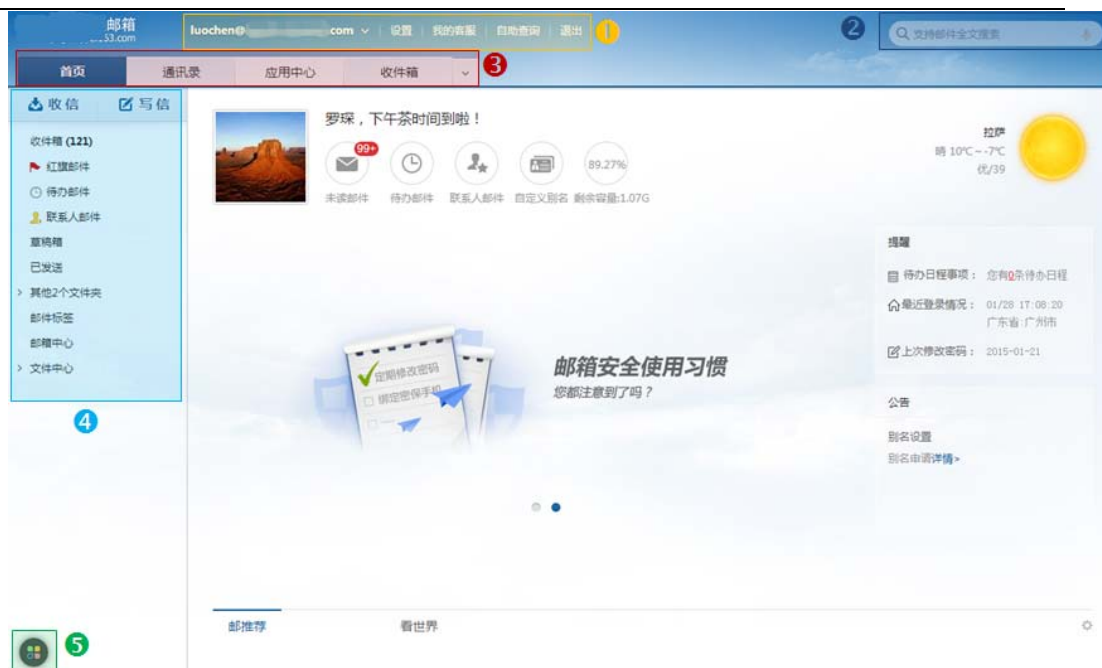 邮箱
53.com
luochen@ com 设置 我的客服 自助查询 退出 1
2
支持邮件全文搜索
首页 通讯录 应用中心 收件箱 3
收信 写信
收件箱 (121)
红旗邮件
待办邮件
联系人邮件
草稿箱
已发送
其他2个文件夹
邮件标签
邮箱中心
文件中心
4
罗琛，下午茶时间到啦！
99+
89.27%
未读邮件 待办邮件 联系人邮件 自定义别名 剩余容量:1.07G
拉萨
晴 10℃~-7℃
优/39
提醒
待办日程事项： 您有0条待办日程
最近登录情况： 01/28 17:08:20
广东省 广州市
上次修改密码： 2015-01-21
公告
别名设置
别名申请详情>
定期修改密码
绑定密保手机
邮箱安全使用习惯
您都注意到了吗？
邮推荐 看世界
5